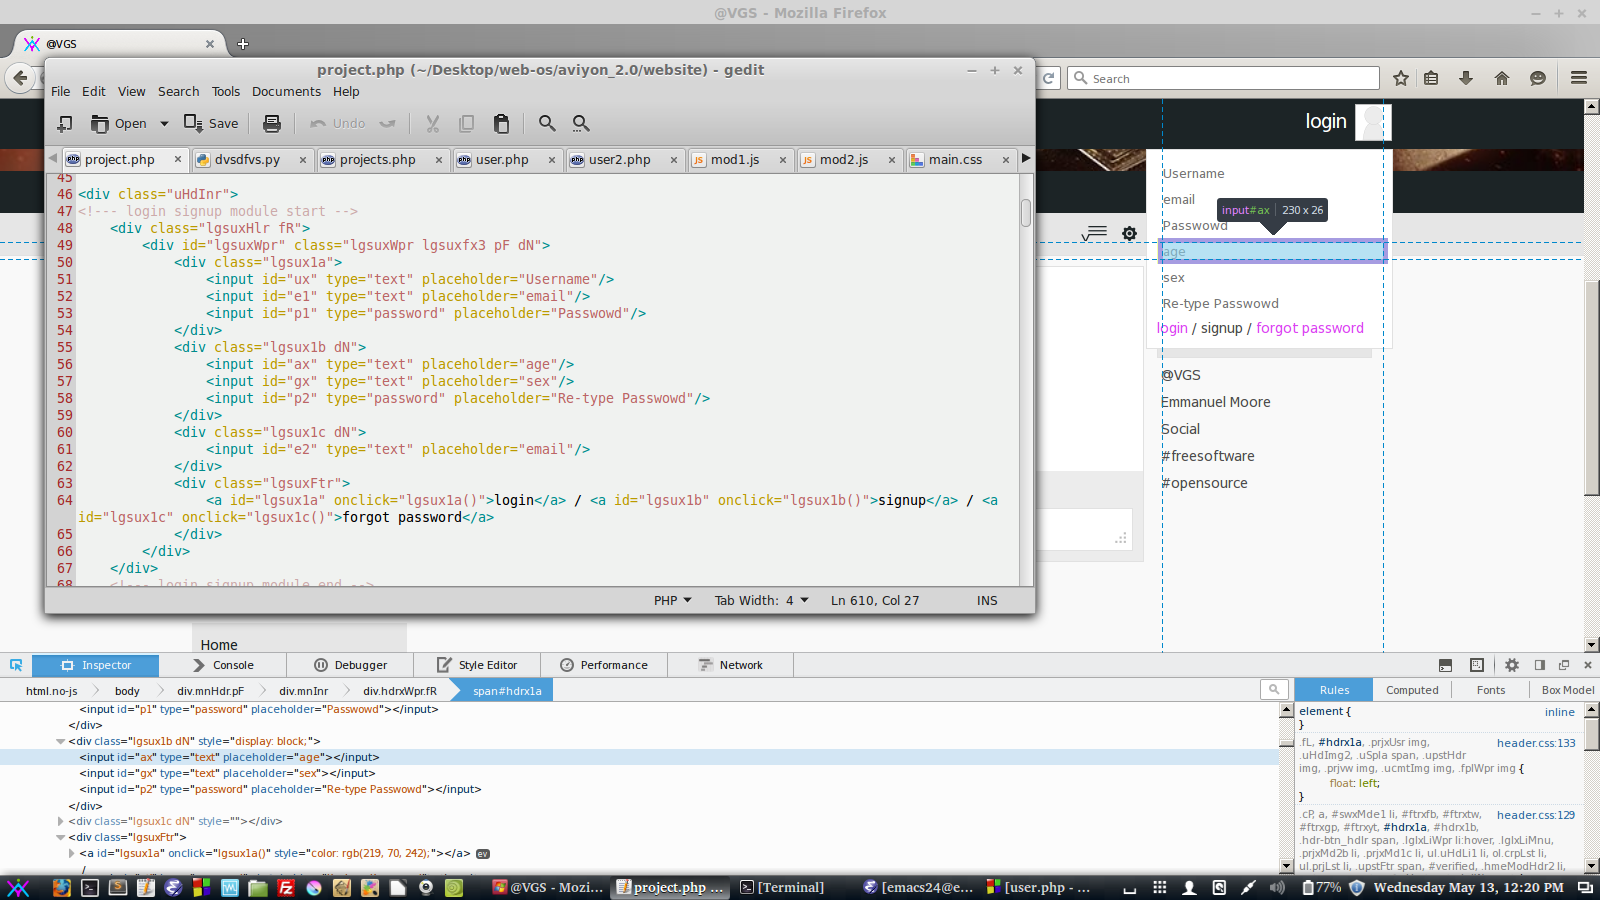 @VGS - Mozilla Firefox
@VGS
project.php (~/Desktop/web-os/aviyon_2.0/website) - gedit
Search
File Edit View Search Tools Documents Help
Open Save Undo
project.php dvsdfvs.py projects.php user.php user2.php mod1.js mod2.js main.css
45
46 <div class="uHdInr">
47 <!--- login signup module start -->
48 <div class="lgsuxHlr fR">
49 <div id="lgsuxWpr" class="lgsuxWpr lgsuxfx3 pF dN">
50 <div class="lgsux1a">
51 <input id="ux" type="text" placeholder="Username"/>
52 <input id="e1" type="text" placeholder="email"/>
53 <input id="p1" type="password" placeholder="Passwowd"/>
54 </div>
55 <div class="lgsux1b dN">
56 <input id="ax" type="text" placeholder="age"/>
57 <input id="gx" type="text" placeholder="sex"/>
58 <input id="p2" type="password" placeholder="Re-type Passwowd"/>
59 </div>
60 <div class="lgsux1c dN">
61 <input id="e2" type="text" placeholder="email"/>
62 </div>
63 <div class="lgsuxFtr">
64 <a id="lgsux1a" onclick="lgsux1a()">login</a> / <a id="lgsux1b" onclick="lgsux1b()">signup</a> / <a
id="lgsux1c" onclick="lgsux1c()">forgot password</a>
65 </div>
66 </div>
67 </div>
68 <!--- login signup module end -->
PHP Tab Width: 4 Ln 610, Col 27 INS
login
Username
email
input#ax 230 x 26
Passwowd
age
sex
Re-type Passwowd
login / signup / forgot password
@VGS
Emmanuel Moore
Social
#freesoftware
#opensource
Home
Inspector Console Debugger Style Editor Performance Network
html.no-js body div.mnHdr.pF div.mnInr div.hdrxWpr.fR span#hdrx1a
<input id="p1" type="password" placeholder="Passwowd"></input>
</div>
<div class="lgsux1b dN" style="display: block;">
<input id="ax" type="text" placeholder="age"></input>
<input id="gx" type="text" placeholder="sex"></input>
<input id="p2" type="password" placeholder="Re-type Passwowd"></input>
</div>
<div class="lgsux1c dN" style=""></div>
<div class="lgsuxFtr">
<a id="lgsux1a" onclick="lgsux1a()" style="color: rgb(219, 70, 242);"></a> ev
/
Rules Computed Fonts Box Model
element { inline
}
.fL, #hdrx1a, .prjxUsr img, header.css:133
.uHdImg2, .uSpla span, .upstHdr
img, .prjvw img, .ucmtImg img, .fplWpr img {
float: left;
}
.cP, a, #swxMde1 li, #ftrxfb, #ftrxtw, header.css:129
#ftrxgp, #ftrxyt, #hdrx1a, #hdrx1b,
.hdr-btn_hdlr span, .lglxLiWpr li:hover, .lglxLiMnu,
.prjxMd2b li, .prjxMd1c li, ul.uHdLi1 li, ol.crpLst li,
ul.prjLst li, .upstFtr span, #verified, .hmeModHdr2 li,
@VGS - Mozi... project.php ... [Terminal] [emacs24@e... [user.php - ... 77% Wednesday May 13, 12:20 PM